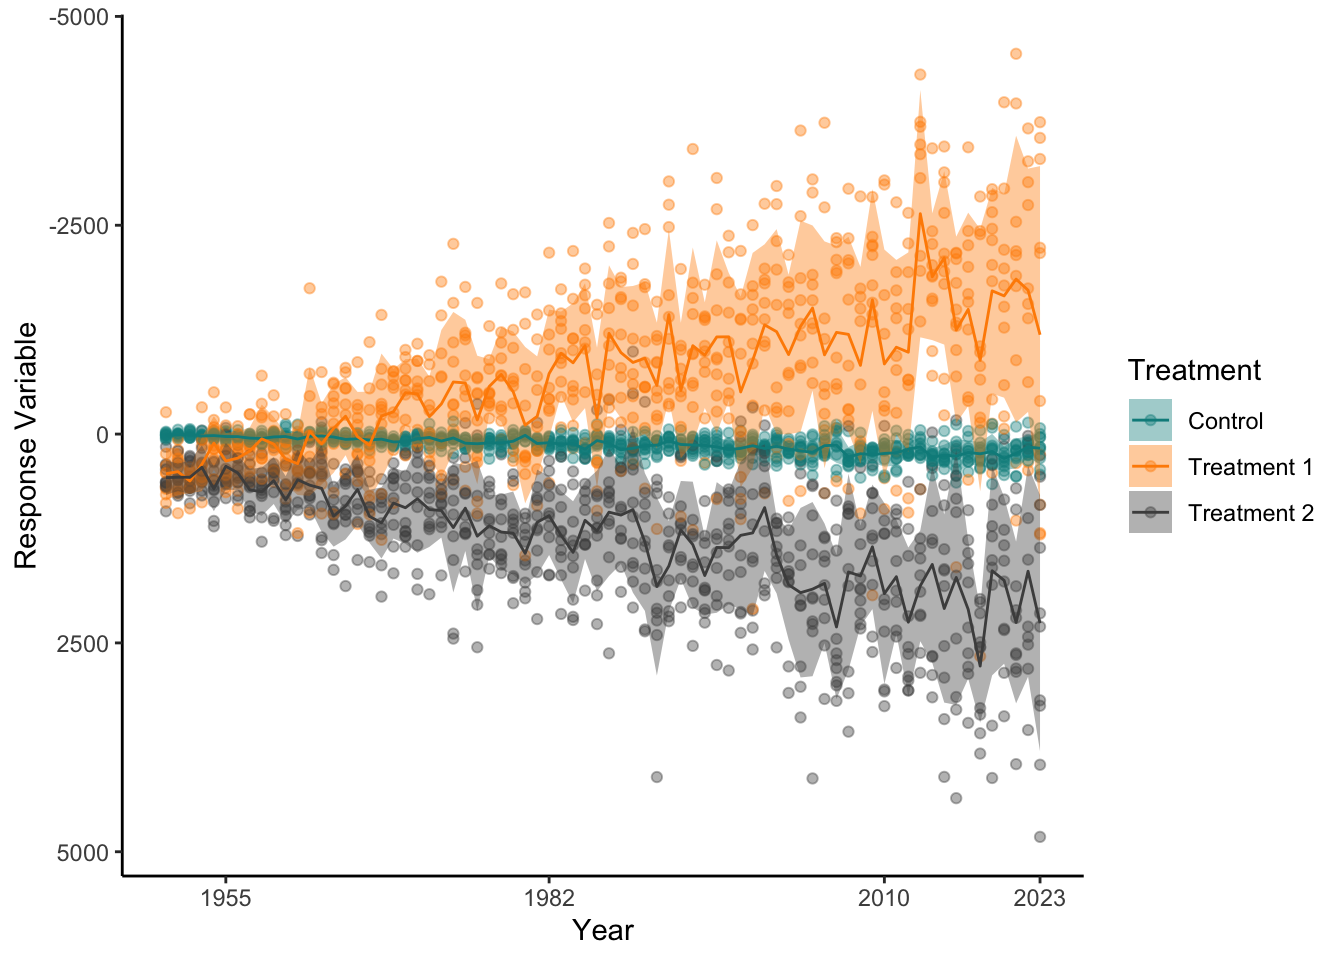 -5000
-2500
0
2500
5000
Response Variable
1955
1982
2010
2023
Year
Treatment
Control
Treatment 1
Treatment 2